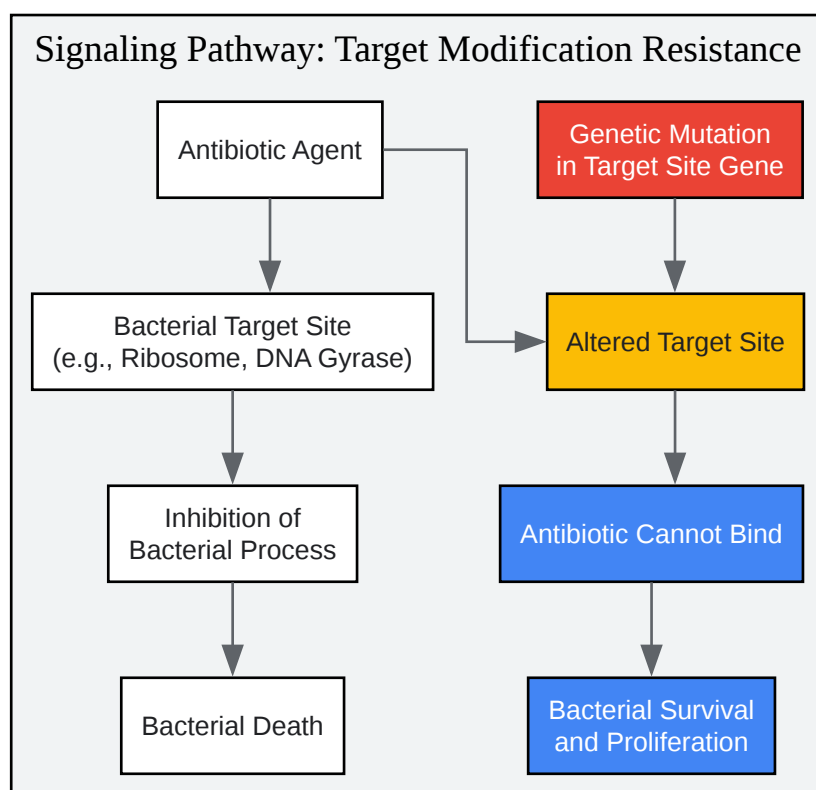 Signaling Pathway: Target Modification Resistance
Antibiotic Agent
Genetic Mutation
in Target Site Gene
Bacterial Target Site
(e.g., Ribosome, DNA Gyrase)
Altered Target Site
Inhibition of
Bacterial Process
Antibiotic Cannot Bind
Bacterial Death
Bacterial Survival
and Proliferation